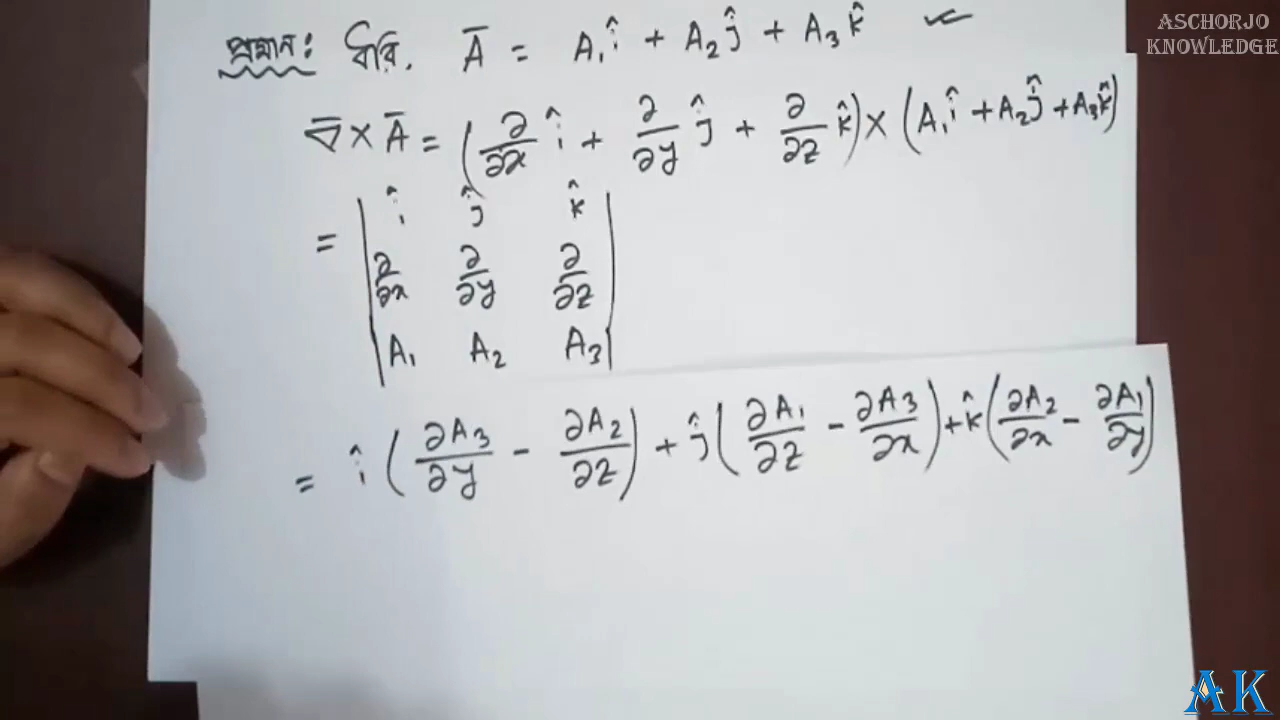 প্রমান: ধরি, A̅ = A₁î + A₂ĵ + A₃k̂
∇̅ × A̅ = (∂/∂x î + ∂/∂y ĵ + ∂/∂z k̂) × (A₁î + A₂ĵ + A₃k̂)
= | î ĵ k̂ |
| ∂/∂x ∂/∂y ∂/∂z |
| A₁ A₂ A₃ |
= î (∂A₃/∂y - ∂A₂/∂z) + ĵ (∂A₁/∂z - ∂A₃/∂x) + k̂ (∂A₂/∂x - ∂A₁/∂y)
ASCHORJO
KNOWLEDGE
AK